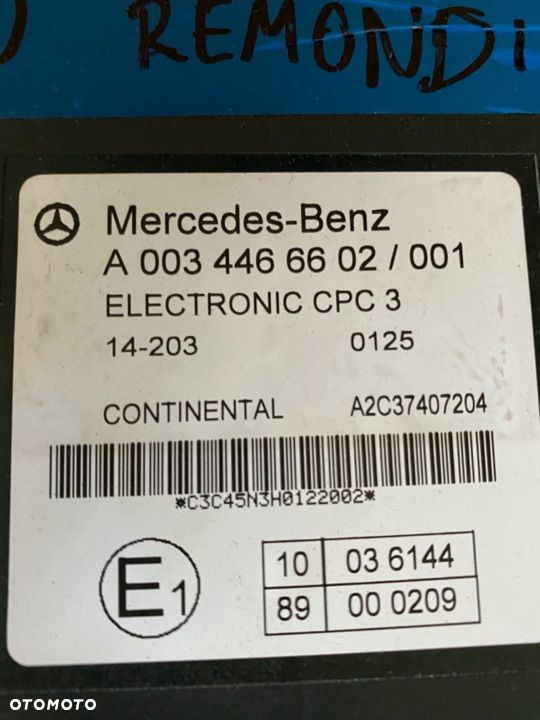 REMONDI
Mercedes-Benz
A 003 446 66 02 / 001
ELECTRONIC CPC 3
14-203 0125
CONTINENTAL A2C37407204
*C3C45N3H0122002*
E1
10 03 6144
89 00 0209
OTOMOTO